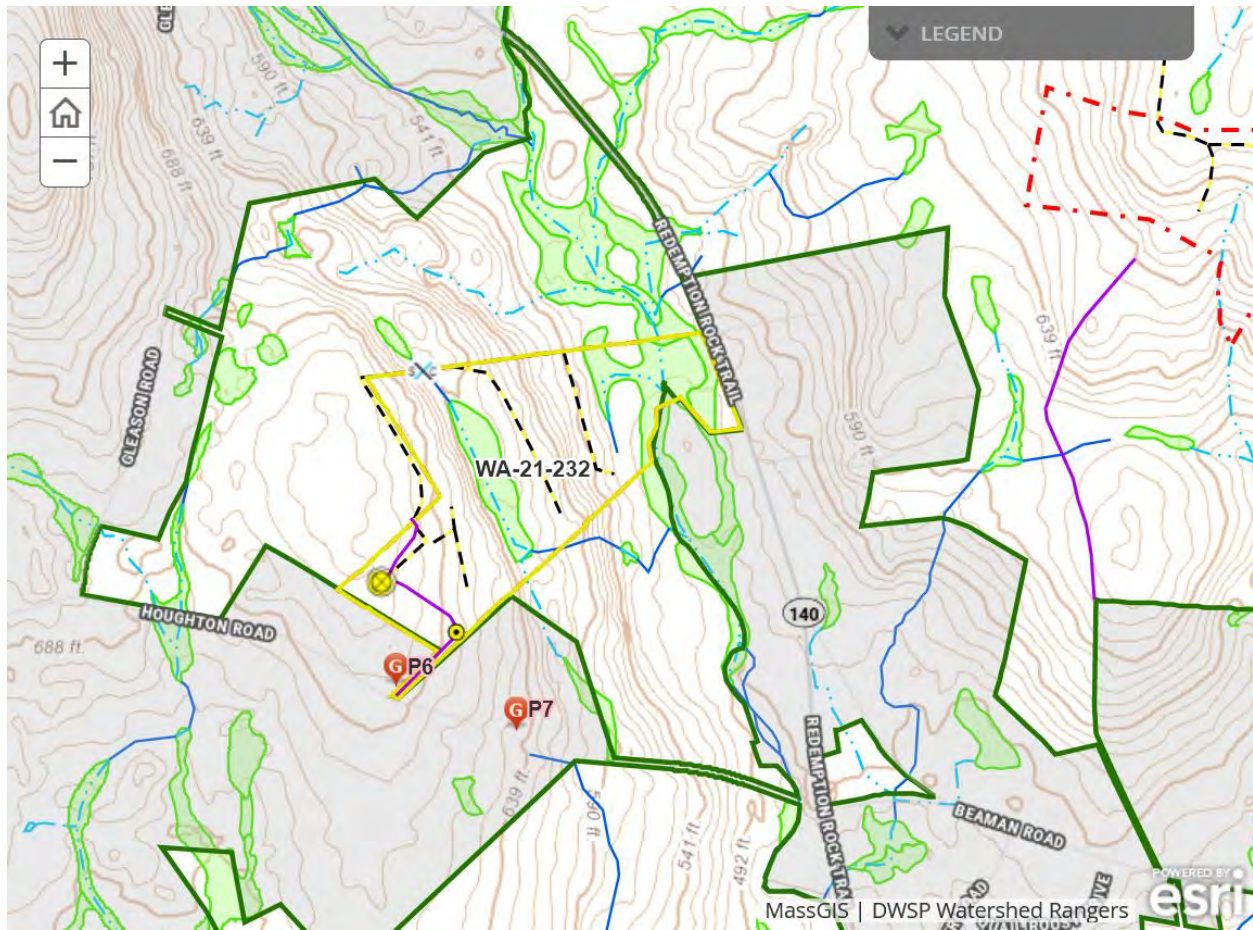 LEGEND
590 ft.
639 ft.
688 ft.
541 ft.
REDEMPTION ROCK TRAIL
639 ft
GLEASON ROAD
590 ft
WA-21-232
HOUGHTON ROAD
140
688 ft.
G P6
G P7
639 ft.
590 ft.
541 ft.
492 ft.
REDEMPTION ROCK TRAI
BEAMAN ROAD
POWERED BY
esri
MassGIS | DWSP Watershed Rangers